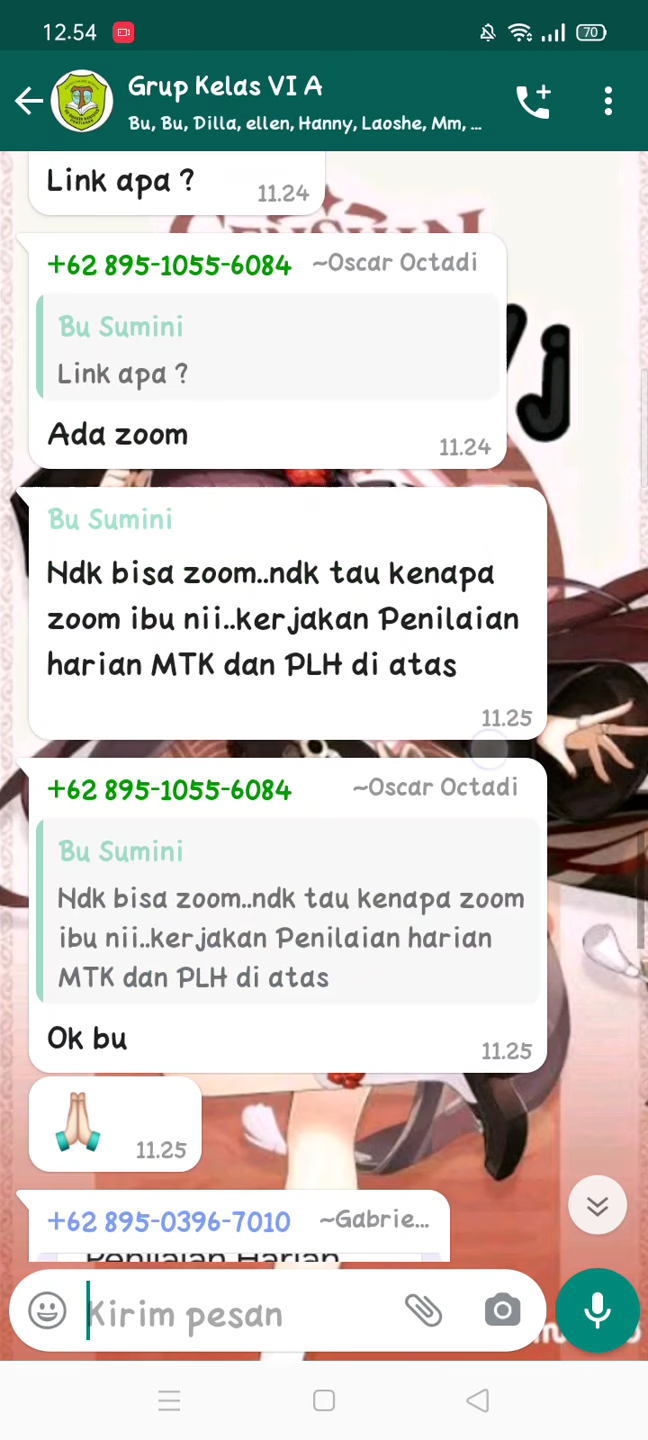 12.54
70
Grup Kelas VI A
Bu, Bu, Dilla, ellen, Hanny, Laoshe, Mm, ...
Link apa ?
11.24
GENSHIN
+62 895-1055-6084 ~Oscar Octadi
Bu Sumini
Link apa ?
Ada zoom
11.24
Bu Sumini
Ndk bisa zoom..ndk tau kenapa
zoom ibu nii..kerjakan Penilaian
harian MTK dan PLH di atas
11.25
+62 895-1055-6084 ~Oscar Octadi
Bu Sumini
Ndk bisa zoom..ndk tau kenapa zoom
ibu nii..kerjakan Penilaian harian
MTK dan PLH di atas
Ok bu
11.25
11.25
+62 895-0396-7010 ~Gabrie...
Penilaian Harian
Kirim pesan